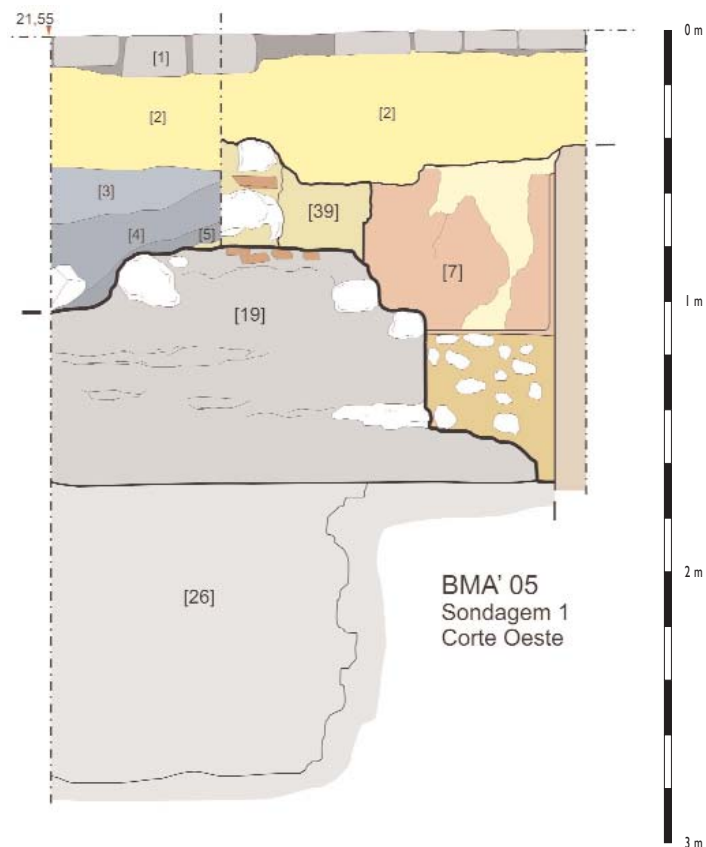 21,55
0 m
[1]
[2]
[2]
[3]
[39]
[4]
[5]
[7]
1 m
[19]
2 m
BMA' 05
[26]
Sondagem 1
Corte Oeste
3 m